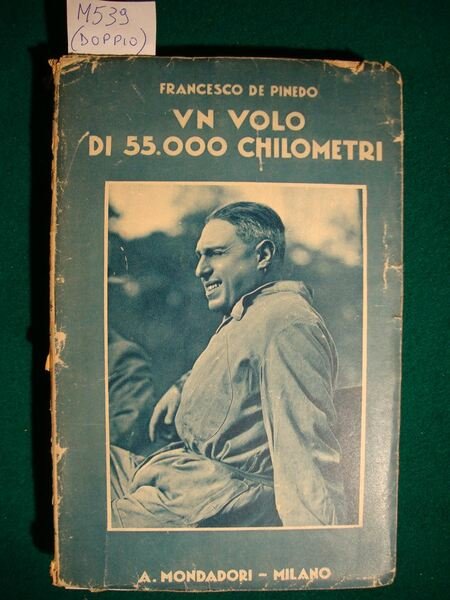 M539
(DOPPIO)
FRANCESCO DE PINEDO
VN VOLO
DI 55.000 CHILOMETRI
A. MONDADORI - MILANO